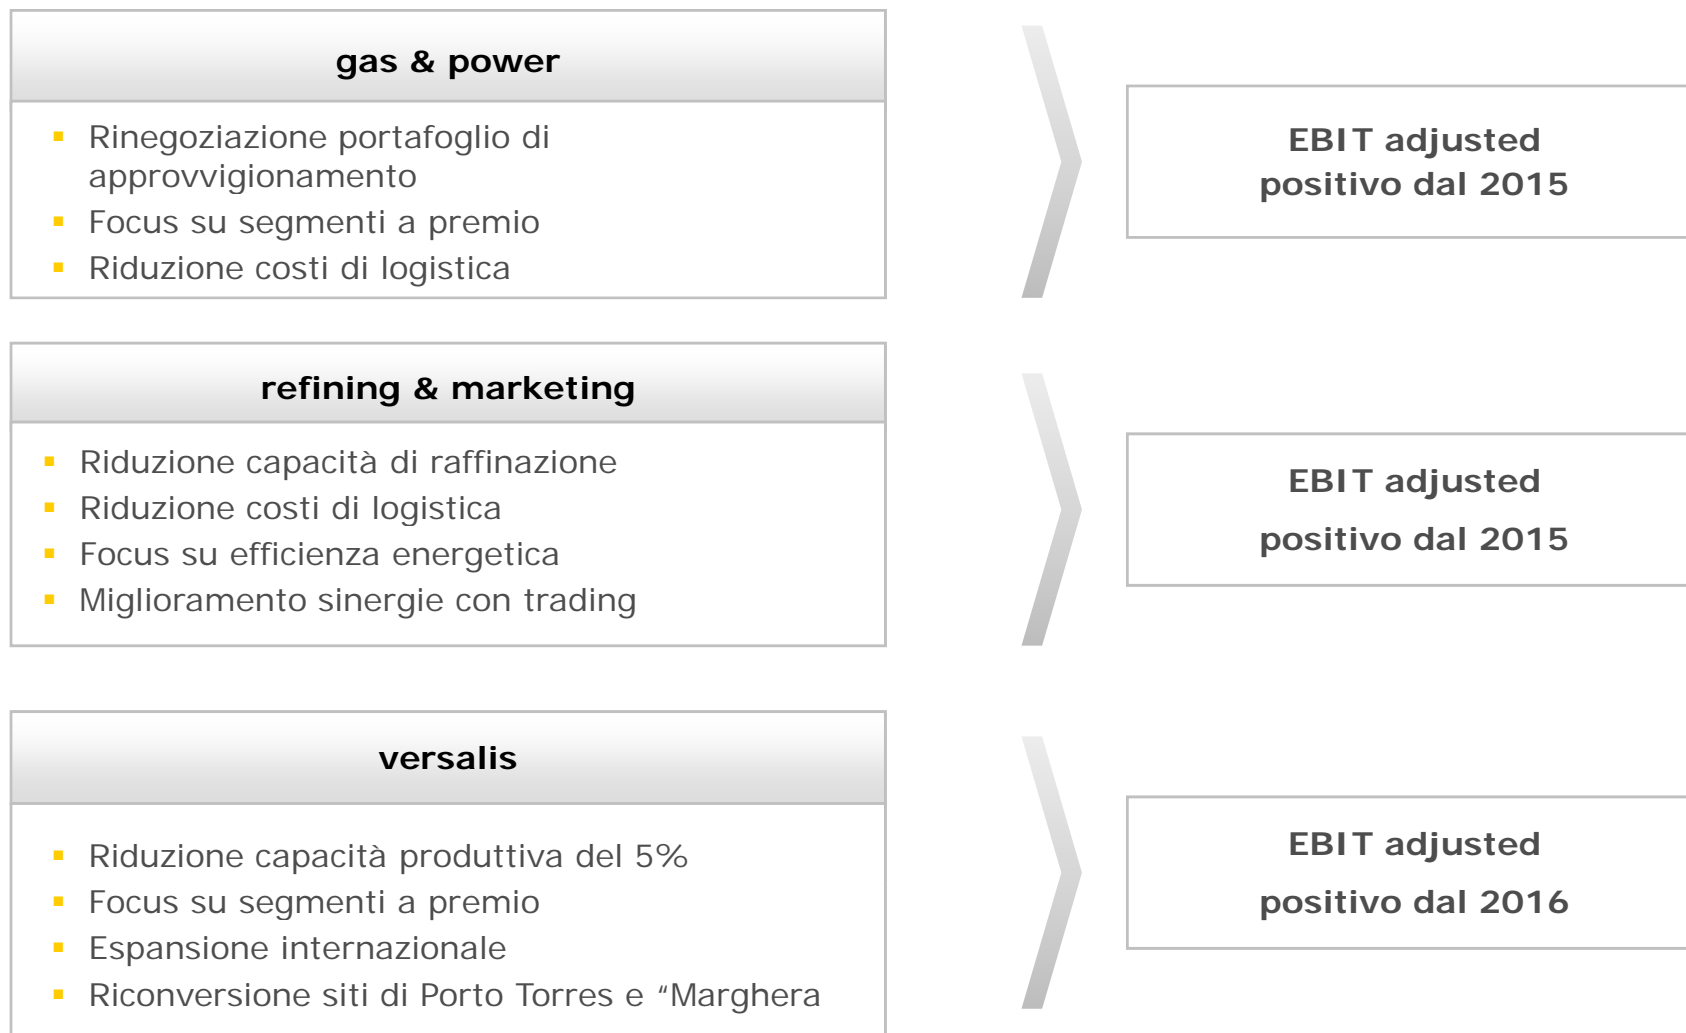 gas & power
Rinegoziazione portafoglio di
approvvigionamento
Focus su segmenti a premio
Riduzione costi di logistica
EBIT adjusted
positivo dal 2015
refining & marketing
Riduzione capacità di raffinazione
Riduzione costi di logistica
Focus su efficienza energetica
Miglioramento sinergie con trading
EBIT adjusted
positivo dal 2015
versalis
Riduzione capacità produttiva del 5%
Focus su segmenti a premio
Espansione internazionale
Riconversione siti di Porto Torres e “Marghera
EBIT adjusted
positivo dal 2016